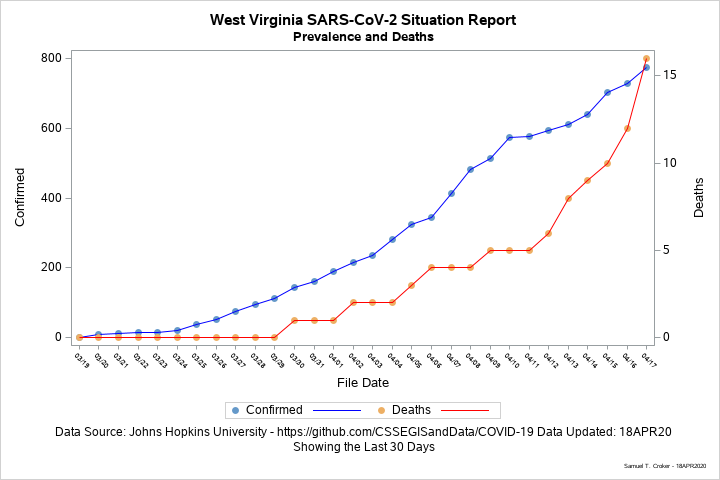 West Virginia SARS-CoV-2 Situation Report
Prevalence and Deaths
800
600
400
200
0
Confirmed
15
10
5
0
Deaths
03/19 03/20 03/21 03/22 03/23 03/24 03/25 03/26 03/27 03/28 03/29 03/30 03/31 04/01 04/02 04/03 04/04 04/05 04/06 04/07 04/08 04/09 04/10 04/11 04/12 04/13 04/14 04/15 04/16 04/17
File Date
Confirmed Deaths
Data Source: Johns Hopkins University - https://github.com/CSSEGISandData/COVID-19 Data Updated: 18APR20
Showing the Last 30 Days
Samuel T. Croker - 18APR2020